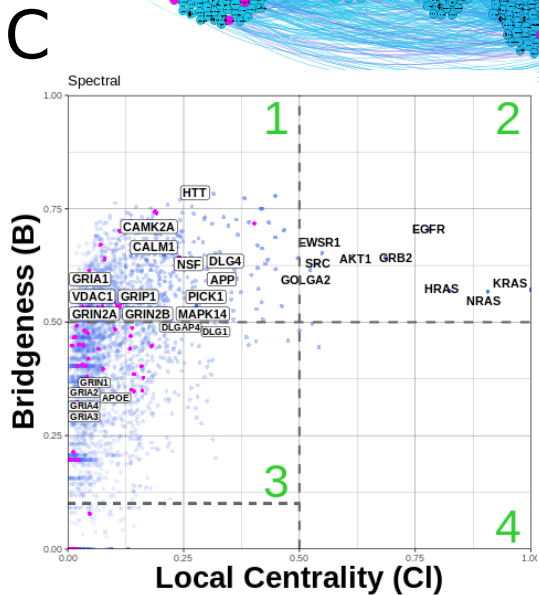 C
Spectral
1.00
1
2
HTT
0.75
CAMK2A
EGFR
CALM1
EWSR1
NSF
DLG4
SRC
AKT1
GRB2
GRIA1
APP
GOLGA2
HRAS
KRAS
VDAC1
GRIP1
PICK1
NRAS
GRIN2A
GRIN2B
MAPK14
0.50
DLGAP4
DLG1
GRIN1
GRIA2
APOE
GRIA4
GRIA3
0.25
3
4
0.00
0.00
0.25
0.50
0.75
1.00
Bridgeness (B)
Local Centrality (Cl)